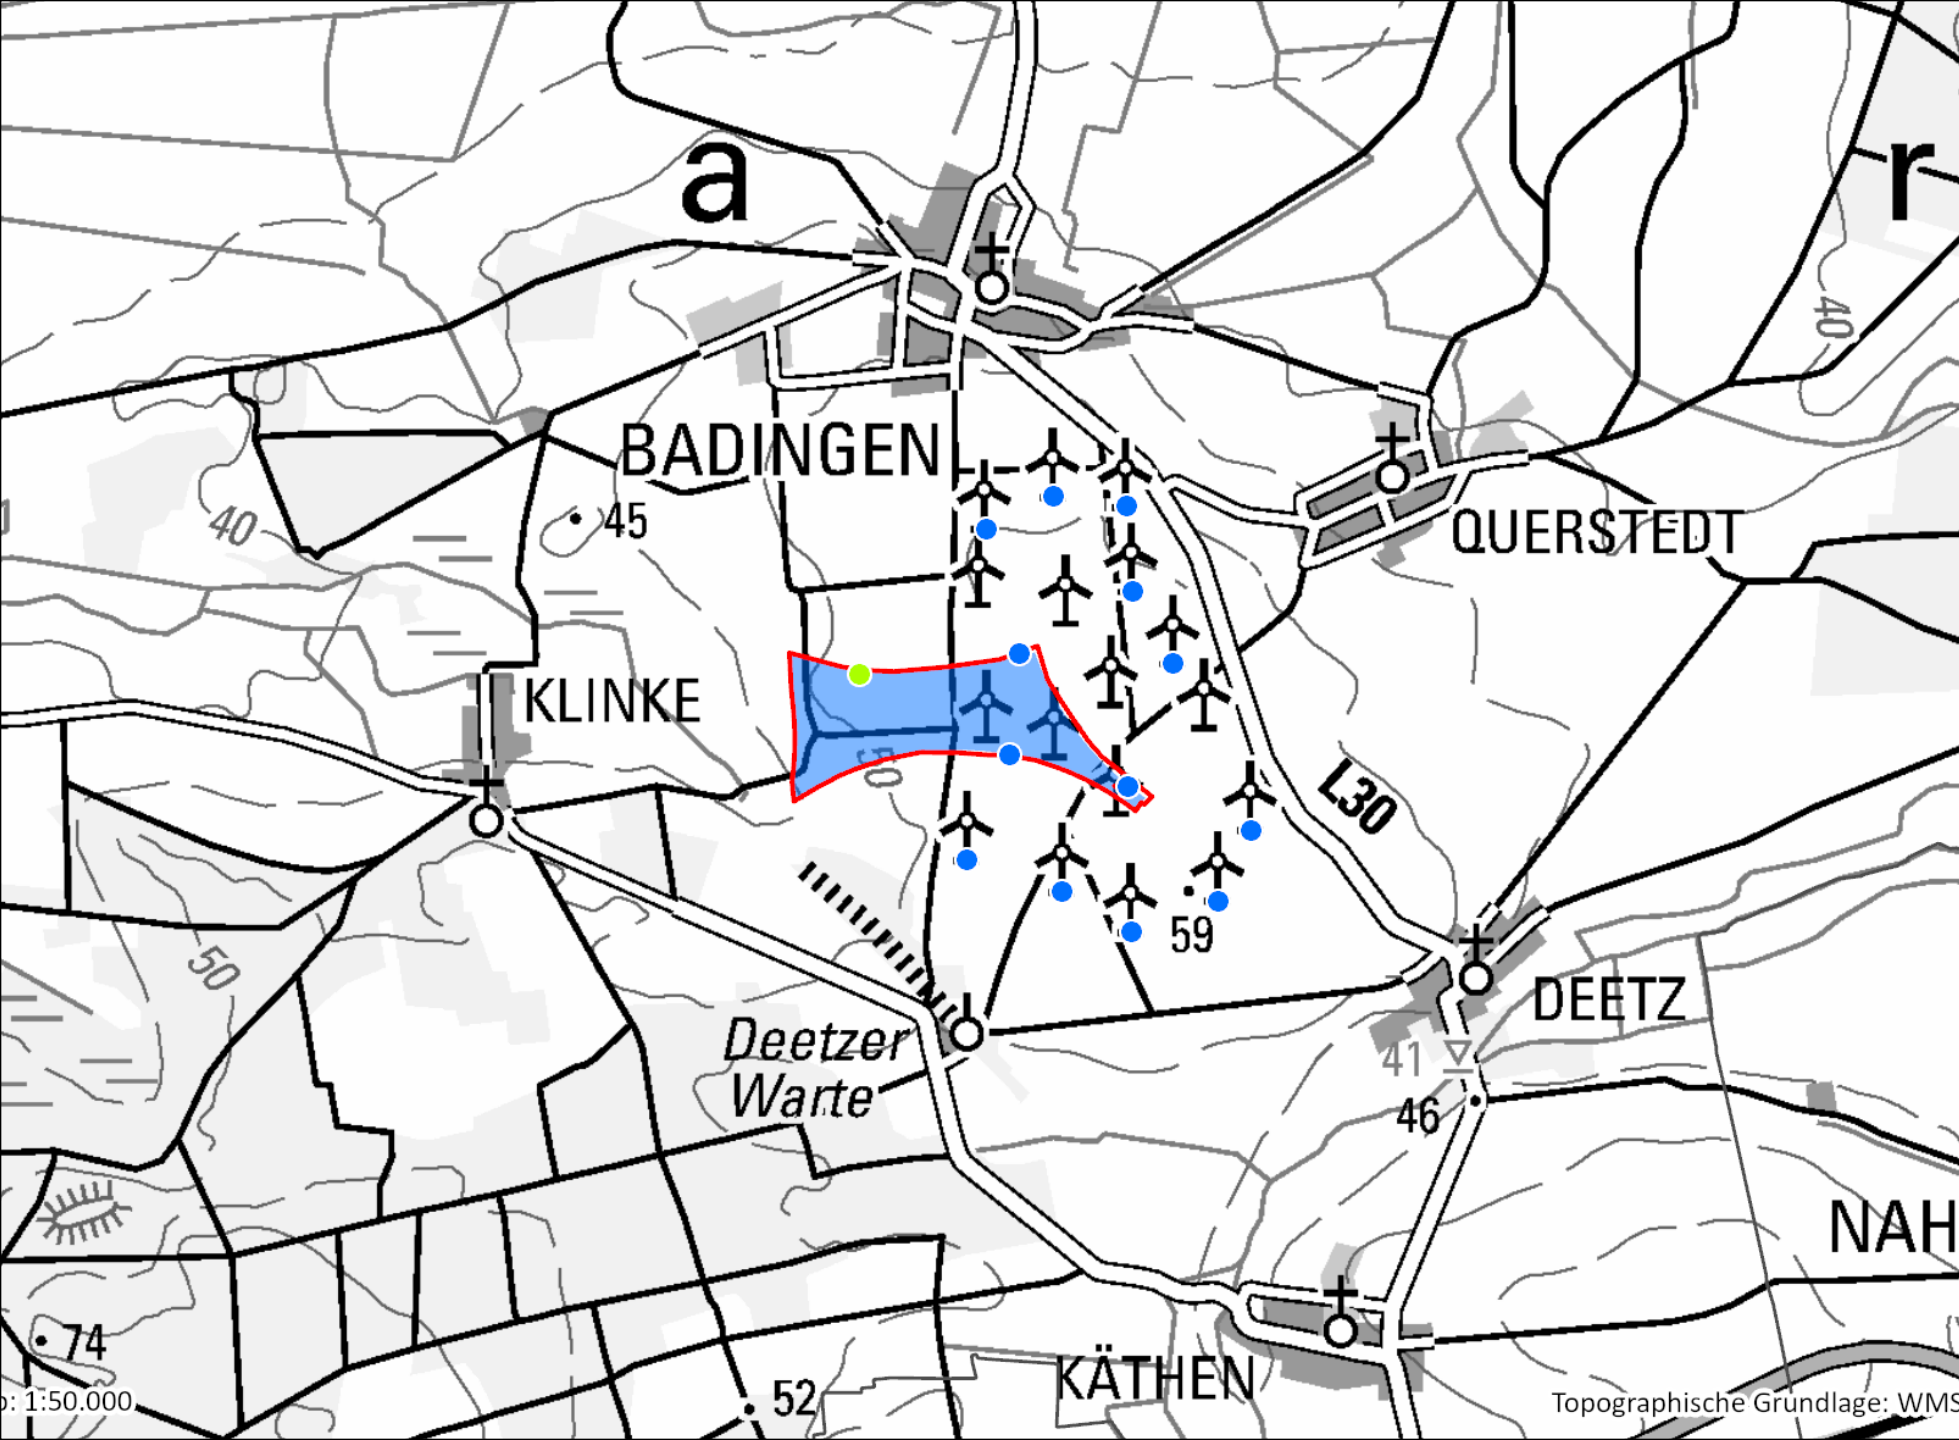 a
r
40
BADINGEN
45
40
QUERSTEDT
KLINKE
50
L30
59
50
DEETZ
Deetzer
Warte
41
46
NAH
74
KÄTHEN
52
: 1:50.000
Topographische Grundlage: WMS